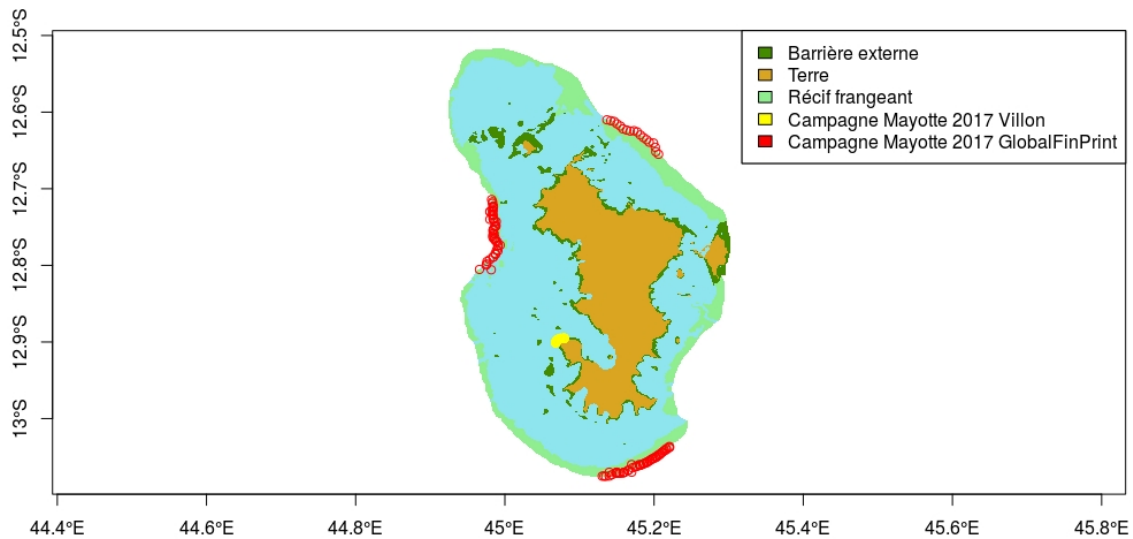 12.5°S
12.6°S
12.7°S
12.8°S
12.9°S
13°S
Barrière externe
Terre
Récif frangeant
Campagne Mayotte 2017 Villon
Campagne Mayotte 2017 GlobalFinPrint
44.4°E 44.6°E 44.8°E 45°E 45.2°E 45.4°E 45.6°E 45.8°E